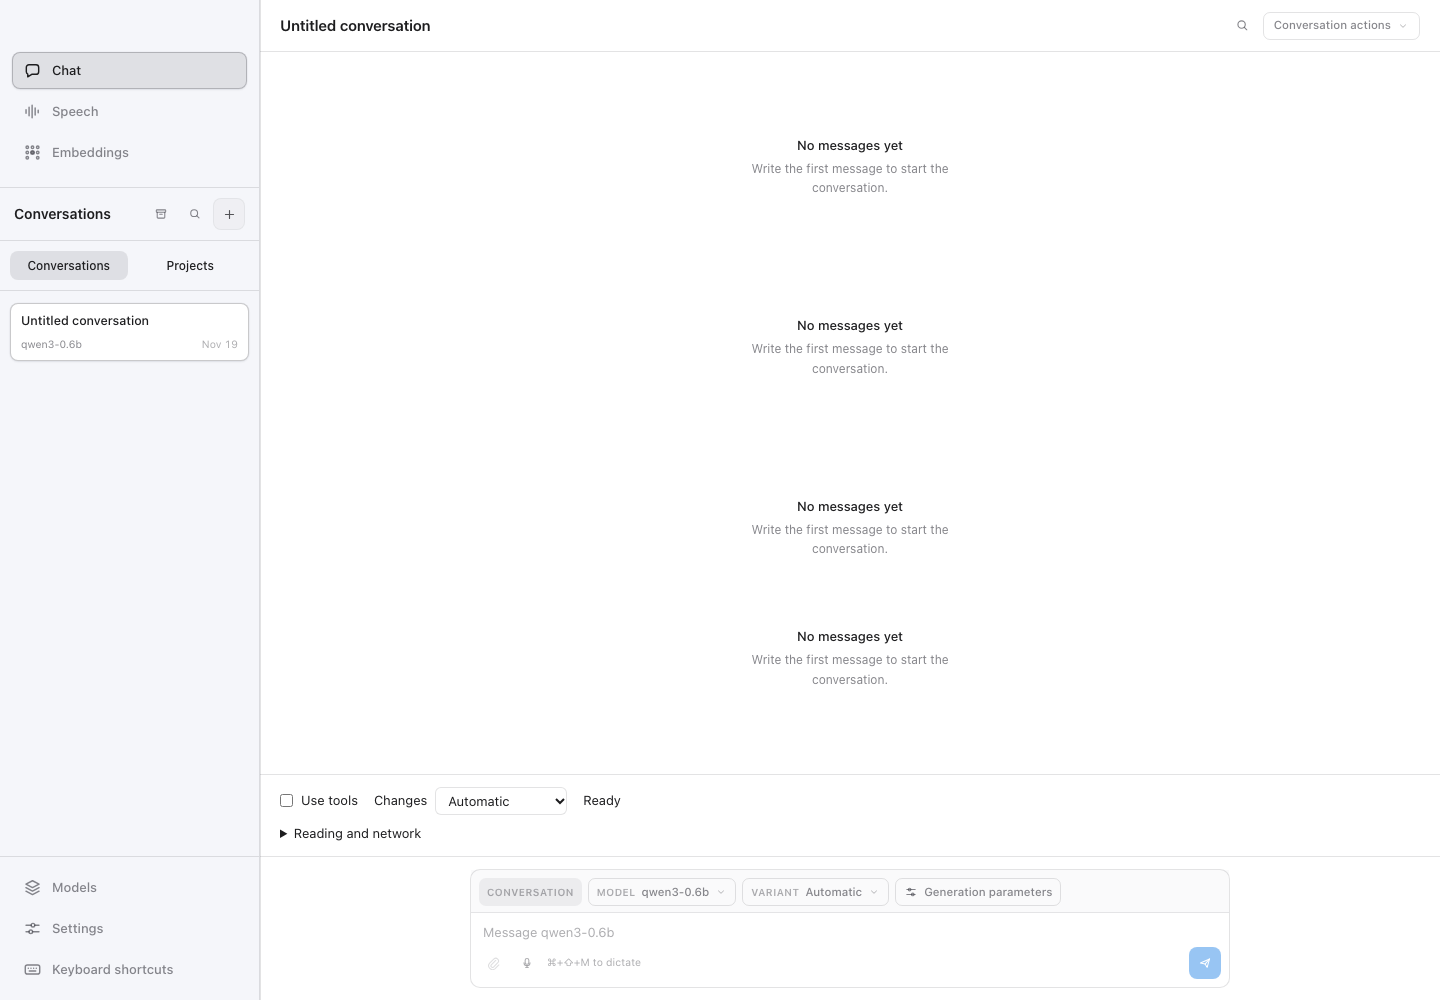 Chat
Speech
Embeddings
Conversations
Conversations
Projects
Untitled conversation
qwen3-0.6b
Nov 19
Models
Settings
Keyboard shortcuts
Untitled conversation
Conversation actions
No messages yet
Write the first message to start the
conversation.
No messages yet
Write the first message to start the
conversation.
No messages yet
Write the first message to start the
conversation.
No messages yet
Write the first message to start the
conversation.
Use tools
Changes
Automatic
Ready
Reading and network
CONVERSATION
MODEL qwen3-0.6b
VARIANT Automatic
Generation parameters
Message qwen3-0.6b
⌘+⇧+M to dictate